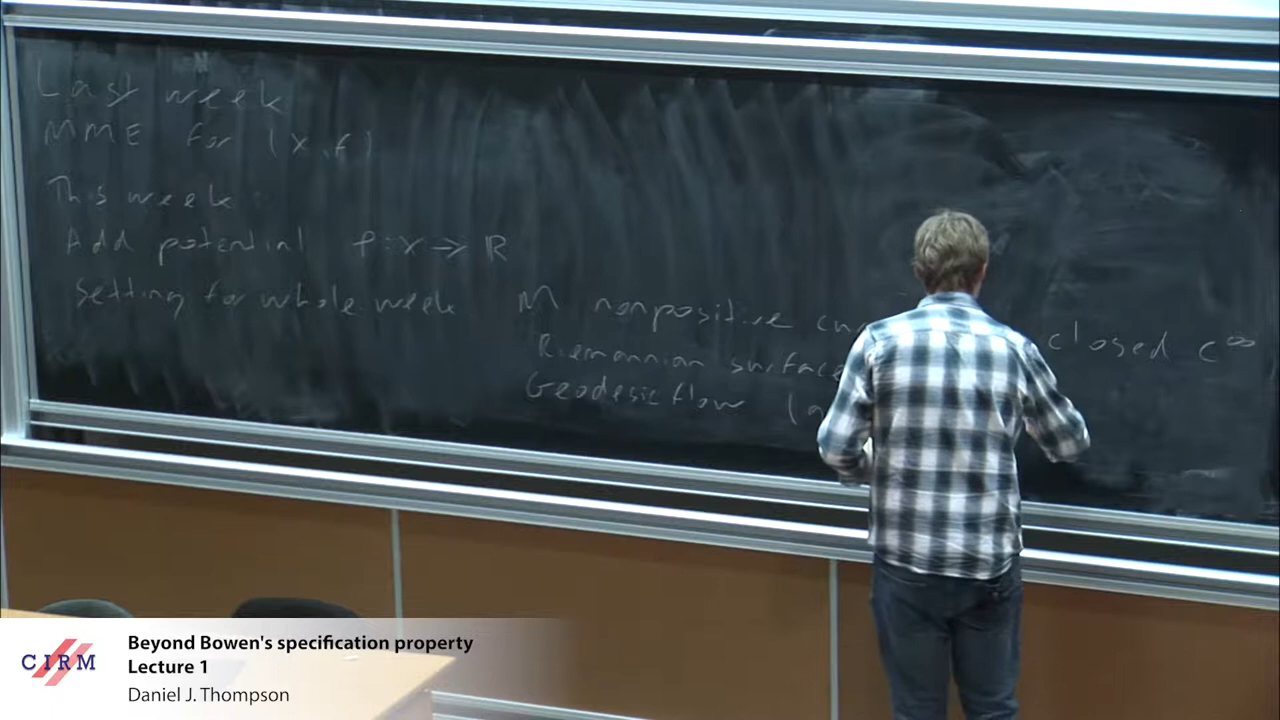 Last week
MME for (X,f)
This week:
Add potential φ: X → ℝ
Setting for whole week M nonpositive closed C^∞
Riemannian surface
Geodesic flow
CIRM
Beyond Bowen's specification property
Lecture 1
Daniel J. Thompson